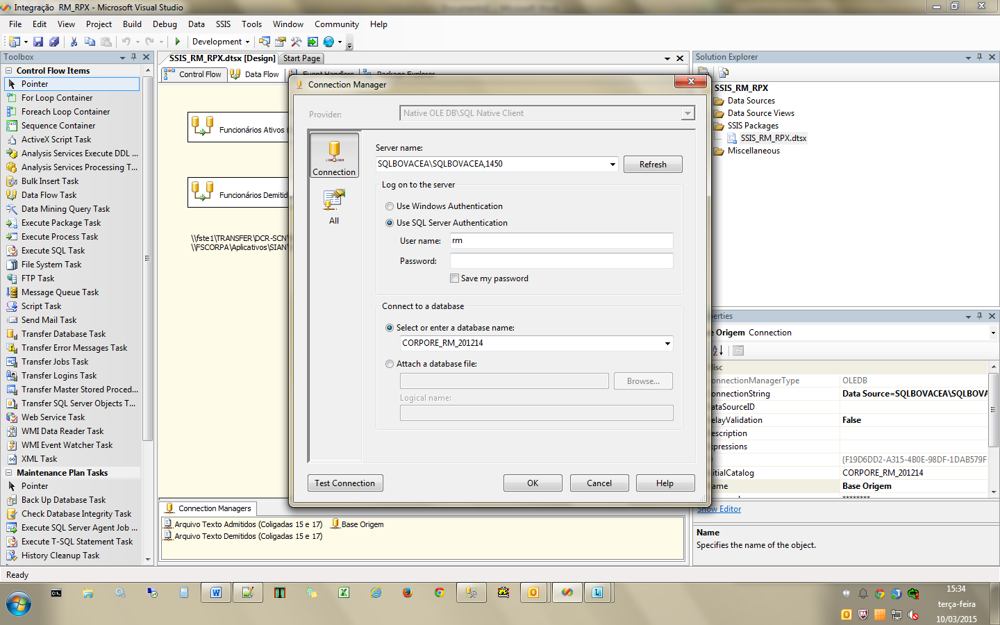 Integração  RM_RPX - Microsoft Visual Studio
File Edit View Project Build Debug Data SSIS Tools Window Community Help
Development
Toolbox
Control Flow Items
Pointer
For Loop Container
Foreach Loop Container
Sequence Container
ActiveX Script Task
Analysis Services Execute DDL ...
Analysis Services Processing T...
Bulk Insert Task
Data Flow Task
Data Mining Query Task
Execute Package Task
Execute Process Task
Execute SQL Task
File System Task
FTP Task
Message Queue Task
Script Task
Send Mail Task
Transfer Database Task
Transfer Error Messages Task
Transfer Jobs Task
Transfer Logins Task
Transfer Master Stored Proced...
Transfer SQL Server Objects T...
Web Service Task
WMI Data Reader Task
WMI Event Watcher Task
XML Task
Maintenance Plan Tasks
Pointer
Back Up Database Task
Check Database Integrity Task
Execute SQL Server Agent Job ...
Execute T-SQL Statement Task
History Cleanup Task
SSIS_RM_RPX.dtsx [Design] Start Page
Control Flow Data Flow Event Handlers Package Explorer
Funcionários Ativos (
Funcionários Demitid
\\fste1\TRANSFER\DCR-SCN\
\\FSCORPA\Aplicativos\SIAN\
Connection Manager
Provider: Native OLE DB\SQL Native Client
Connection
All
Server name:
SQLBOVACEA\SQLBOVACEA,1450
Refresh
Log on to the server
Use Windows Authentication
Use SQL Server Authentication
User name: rm
Password:
Save my password
Connect to a database
Select or enter a database name:
CORPORE_RM_201214
Attach a database file:
Browse...
Logical name:
Test Connection OK Cancel Help
Connection Managers
Arquivo Texto Admitidos (Coligadas 15 e 17) Base Origem
Arquivo Texto Demitidos (Coligadas 15 e 17)
Solution Explorer
SSIS_RM_RPX
Data Sources
Data Source Views
SSIS Packages
SSIS_RM_RPX.dtsx
Miscellaneous
erties
e Origem Connection
isc
onnectionManagerType OLEDB
onnectionString Data Source=SQLBOVACEA\SQLBOVA
ataSourceID
elayValidation False
escription
xpressions
{F19D6DD2-A315-4B0E-98DF-1DAB579F
itialCatalog CORPORE_RM_201214
ame Base Origem
********
Show Editor
Name
Specifies the name of the object.
Ready
15:34
terça-feira
10/03/2015